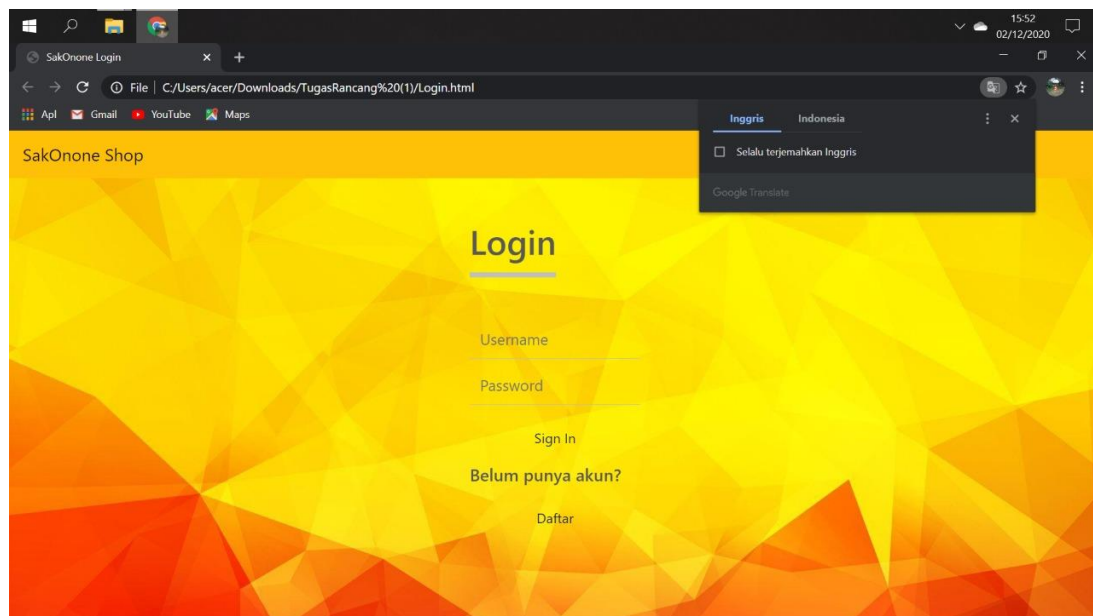 15:52
02/12/2020
SakOnone Login
File | C:/Users/acer/Downloads/TugasRancang%20(1)/Login.html
Apl Gmail YouTube Maps
Inggris Indonesia
Selalu terjemahkan Inggris
Google Translate
SakOnone Shop
Login
Username
Password
Sign In
Belum punya akun?
Daftar